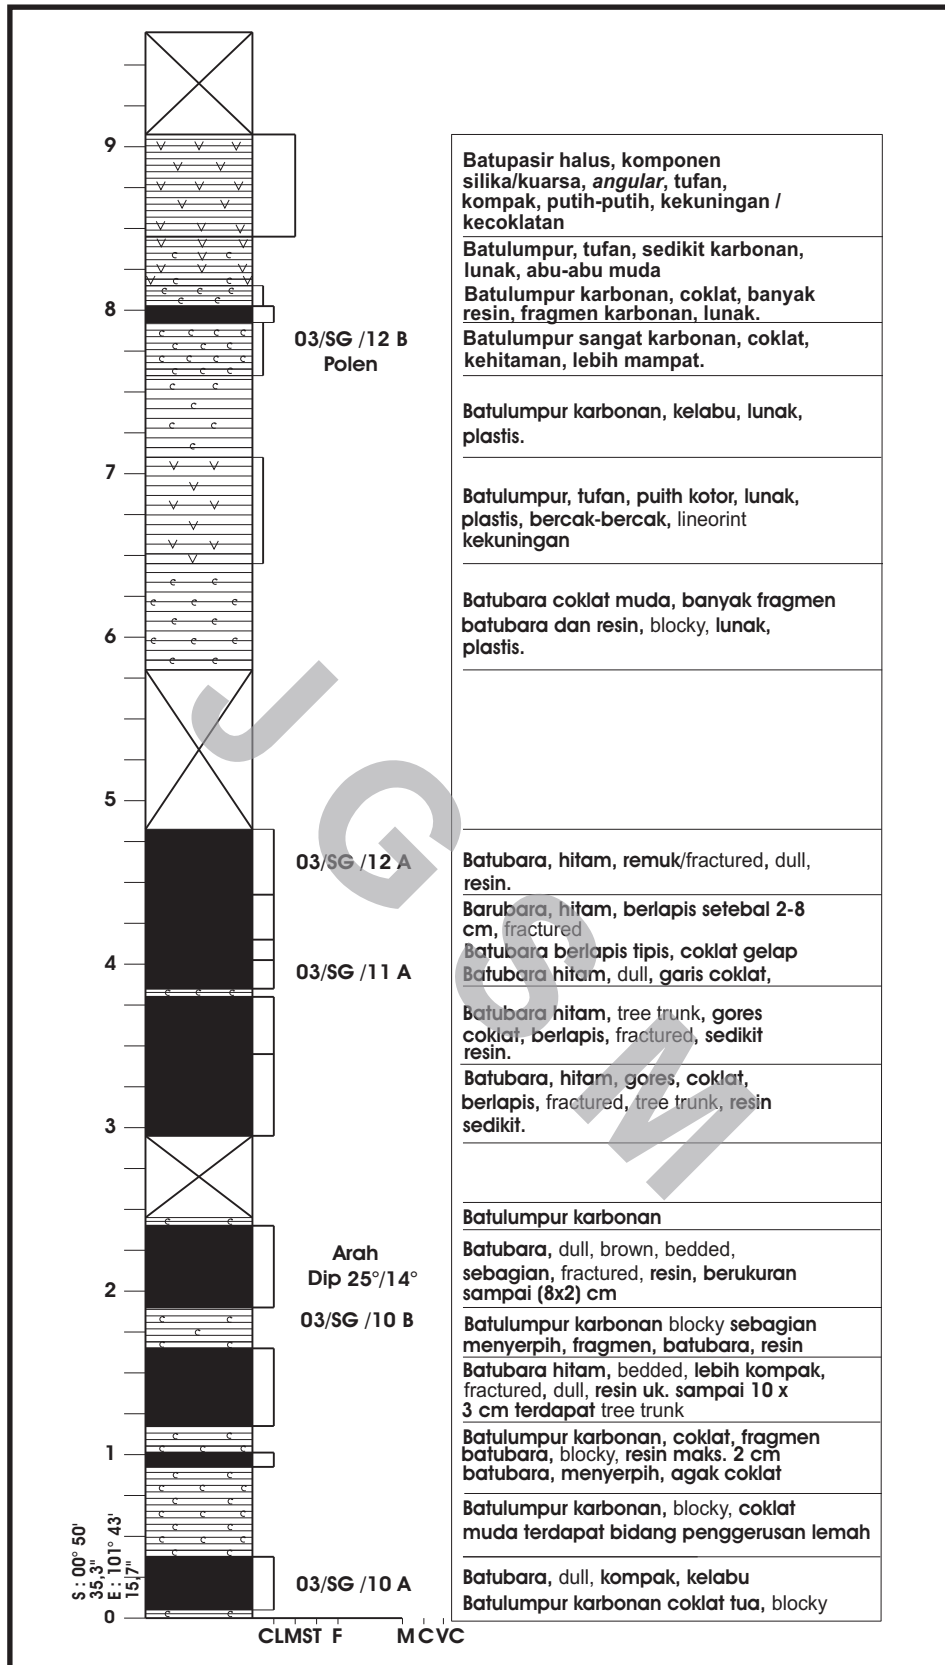 9
Batupasir halus, komponen
silika/kuarsa, angular, tufan,
kompak, putih-putih, kekuningan /
kecoklatan
Batulumpur, tufan, sedikit karbonan,
lunak, abu-abu muda
Batulumpur karbonan, coklat, banyak
resin, fragmen karbonan, lunak.
8
03/SG /12 B
Polen
Batulumpur sangat karbonan, coklat,
kehitaman, lebih mampat.
Batulumpur karbonan, kelabu, lunak,
plastis.
7
Batulumpur, tufan, puith kotor, lunak,
plastis, bercak-bercak, lineorint
kekuningan
6
Batubara coklat muda, banyak fragmen
batubara dan resin, blocky, lunak,
plastis.
5
03/SG /12 A
Batubara, hitam, remuk/fractured, dull,
resin.
Barubara, hitam, berlapis setebal 2-8
cm, fractured
Batubara berlapis tipis, coklat gelap
4
03/SG /11 A
Batubara hitam, dull, garis coklat,
Batubara hitam, tree trunk, gores
coklat, berlapis, fractured, sedikit
resin.
Batubara, hitam, gores, coklat,
berlapis, fractured, tree trunk, resin
sedikit.
3
Batulumpur karbonan
2
Arah
Dip 25°/14°
03/SG /10 B
Batubara, dull, brown, bedded,
sebagian, fractured, resin, berukuran
sampai (8x2) cm
Batulumpur karbonan blocky sebagian
menyerpih, fragmen, batubara, resin
Batubara hitam, bedded, lebih kompak,
fractured, dull, resin uk. sampai 10 x
3 cm terdapat tree trunk
1
Batulumpur karbonan, coklat, fragmen
batubara, blocky, resin maks. 2 cm
batubara, menyerpih, agak coklat
Batulumpur karbonan, blocky, coklat
muda terdapat bidang penggerusan lemah
03/SG /10 A
Batubara, dull, kompak, kelabu
Batulumpur karbonan coklat tua, blocky
S : 00° 50'
35,3"
E : 101° 43'
15,7"
0
CLMST F M C VC
JGSM